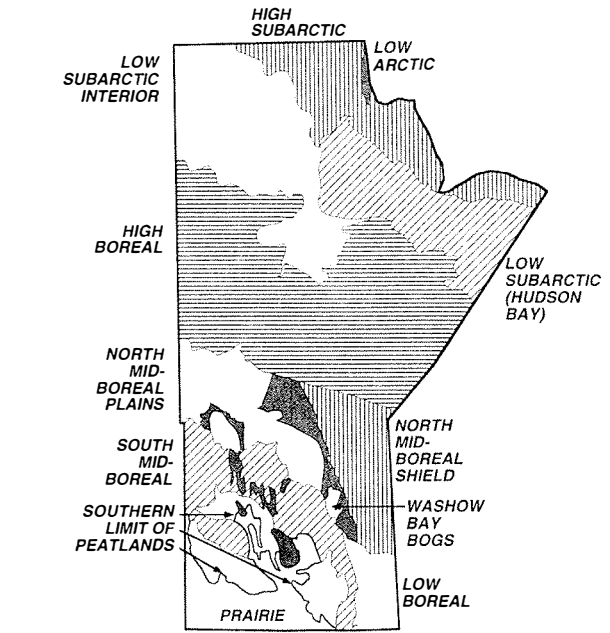 HIGH
SUBARCTIC
LOW
ARCTIC
LOW
SUBARCTIC
INTERIOR
HIGH
BOREAL
LOW
SUBARCTIC
(HUDSON
BAY)
NORTH
MID-
BOREAL
PLAINS
NORTH
MID-
BOREAL
SHIELD
SOUTH
MID-
BOREAL
WASHOW
BAY
BOGS
SOUTHERN
LIMIT OF
PEATLANDS
LOW
BOREAL
PRAIRIE